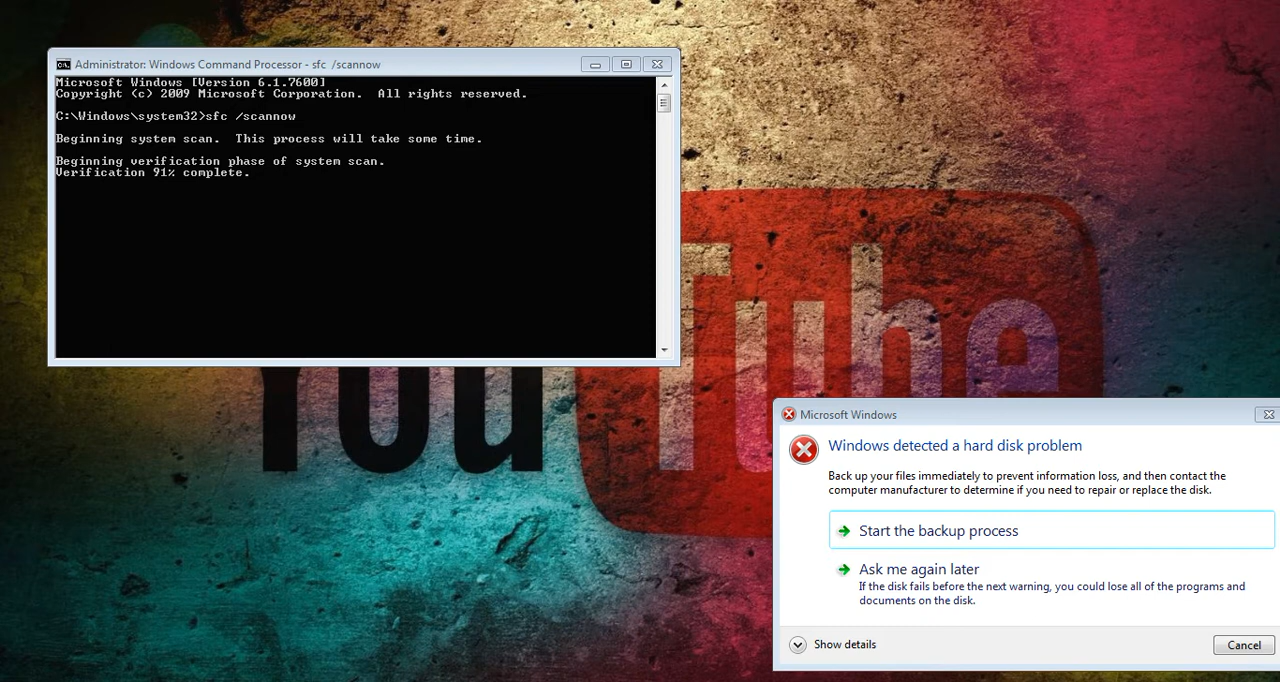 Administrator: Windows Command Processor - sfc  /scannow
Microsoft Windows [Version 6.1.7600]
Copyright (c) 2009 Microsoft Corporation.  All rights reserved.
C:\Windows\system32>sfc /scannow
Beginning system scan.  This process will take some time.
Beginning verification phase of system scan.
Verification 91% complete.
YouTube
Microsoft Windows
Windows detected a hard disk problem
Back up your files immediately to prevent information loss, and then contact the
computer manufacturer to determine if you need to repair or replace the disk.
Start the backup process
Ask me again later
If the disk fails before the next warning, you could lose all of the programs and
documents on the disk.
Show details
Cancel